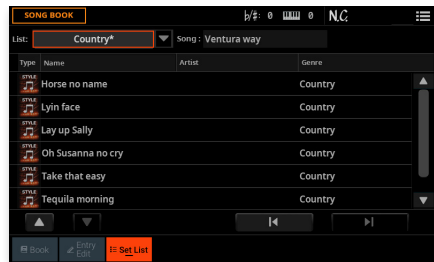 SONG BOOK b/#: 0 0 N.C.
List: Country* Song: Ventura way
Type Name Artist Genre
STYLE Horse no name Country
STYLE Lyin face Country
STYLE Lay up Sally Country
STYLE Oh Susanna no cry Country
STYLE Take that easy Country
STYLE Tequila morning Country
Book Entry Edit Set List